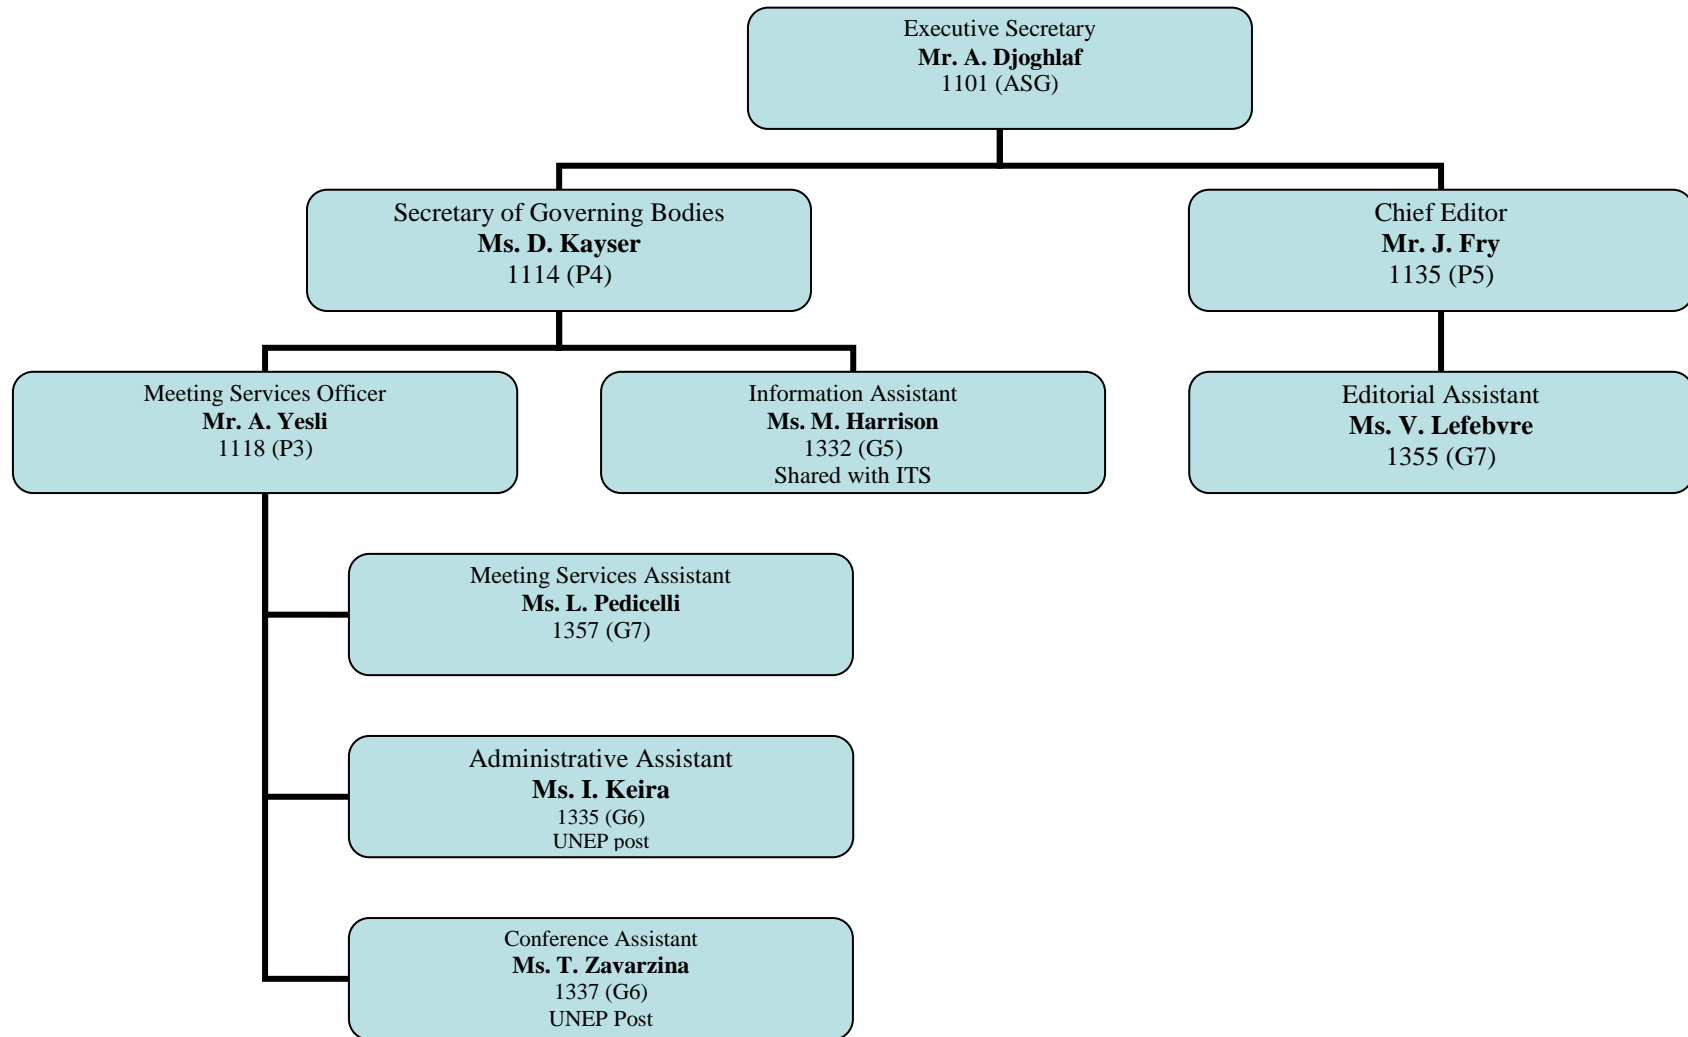 Executive Secretary
Mr. A. Djoghlaf
1101 (ASG)
Secretary of Governing Bodies
Ms. D. Kayser
1114 (P4)
Chief Editor
Mr. J. Fry
1135 (P5)
Meeting Services Officer
Mr. A. Yesli
1118 (P3)
Information Assistant
Ms. M. Harrison
1332 (G5)
Shared with ITS
Editorial Assistant
Ms. V. Lefebvre
1355 (G7)
Meeting Services Assistant
Ms. L. Pedicelli
1357 (G7)
Administrative Assistant
Ms. I. Keira
1335 (G6)
UNEP post
Conference Assistant
Ms. T. Zavarzina
1337 (G6)
UNEP Post